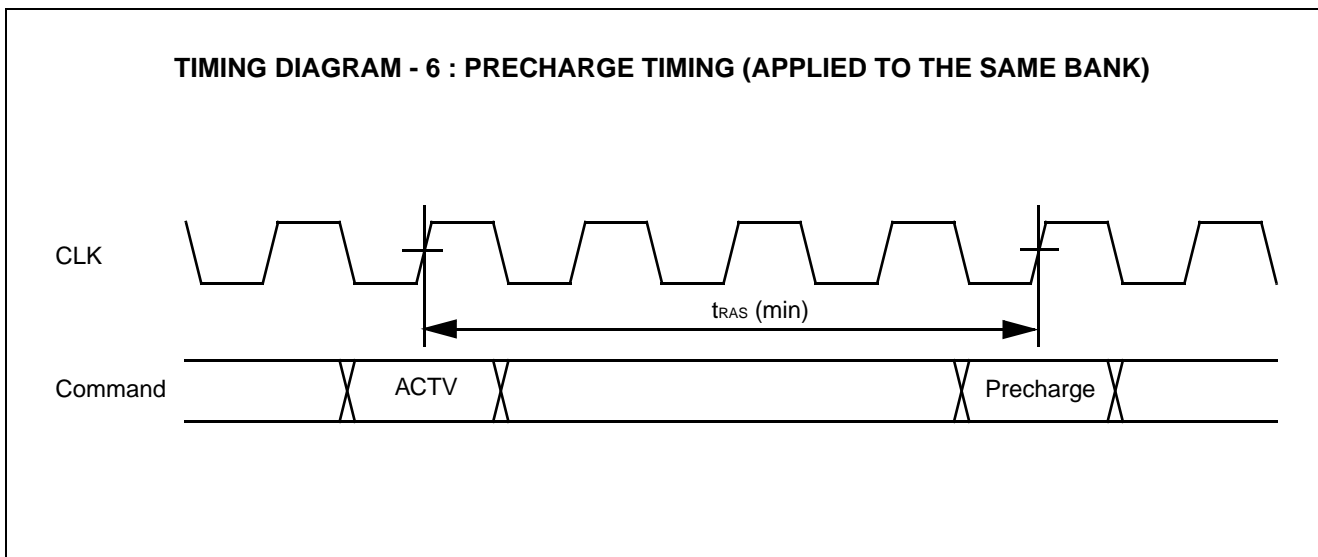 TIMING DIAGRAM - 6 : PRECHARGE TIMING (APPLIED TO THE SAME BANK)
CLK
tRAS (min)
Command
ACTV
Precharge